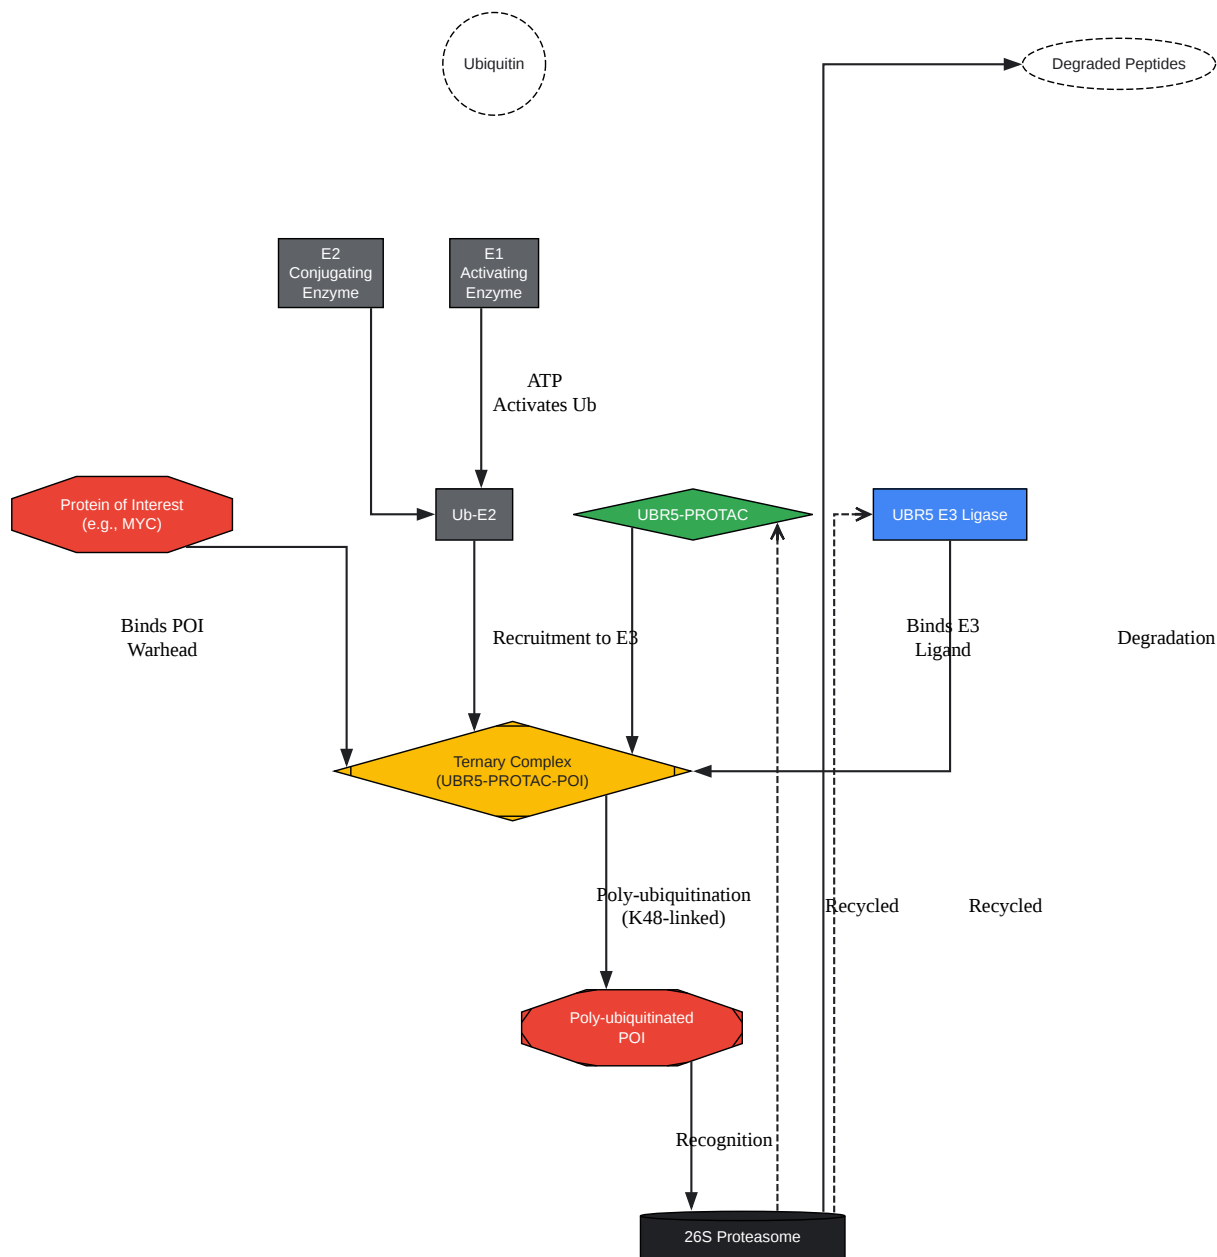 Ubiquitin
Degraded Peptides
E2
Conjugating
Enzyme
E1
Activating
Enzyme
ATP
Activates Ub
Protein of Interest
(e.g., MYC)
Ub-E2
UBR5-PROTAC
UBR5 E3 Ligase
Binds POI
Warhead
Recruitment to E3
Binds E3
Ligand
Degradation
Ternary Complex
(UBR5-PROTAC-POI)
Poly-ubiquitination
(K48-linked)
Recycled
Recycled
Poly-ubiquitinated
POI
Recognition
26S Proteasome